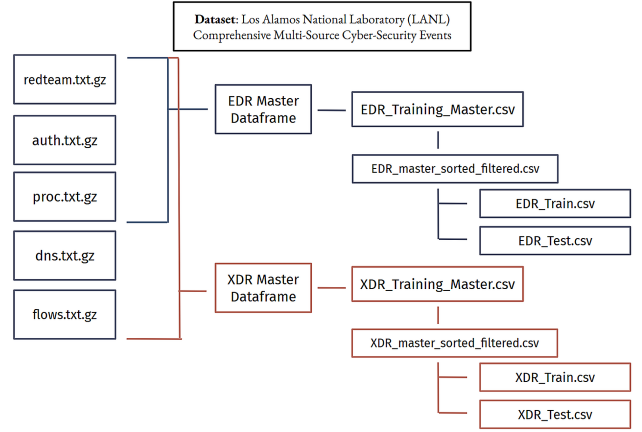 Dataset: Los Alamos National Laboratory (LANL)
Comprehensive Multi-Source Cyber-Security Events
redteam.txt.gz
auth.txt.gz
proc.txt.gz
dns.txt.gz
flows.txt.gz
EDR Master
Dataframe
EDR_Training_Master.csv
EDR_master_sorted_filtered.csv
EDR_Train.csv
EDR_Test.csv
XDR Master
Dataframe
XDR_Training_Master.csv
XDR_master_sorted_filtered.csv
XDR_Train.csv
XDR_Test.csv